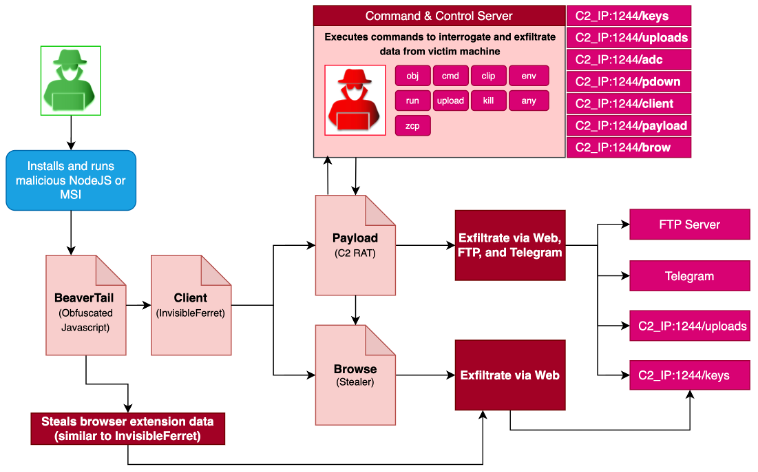 Command & Control Server
Executes commands to interrogate and exfiltrate
data from victim machine
obj
cmd
clip
env
run
upload
kill
any
zcp
C2_IP:1244/keys
C2_IP:1244/uploads
C2_IP:1244/adc
C2_IP:1244/pdown
C2_IP:1244/client
C2_IP:1244/payload
C2_IP:1244/brow
Installs and runs
malicious NodeJS or
MSI
BeaverTail
(Obfuscated
Javascript)
Client
(InvisibleFerret)
Payload
(C2 RAT)
Exfiltrate via Web,
FTP, and Telegram
FTP Server
Telegram
C2_IP:1244/uploads
C2_IP:1244/keys
Browse
(Stealer)
Exfiltrate via Web
Steals browser extension data
(similar to InvisibleFerret)